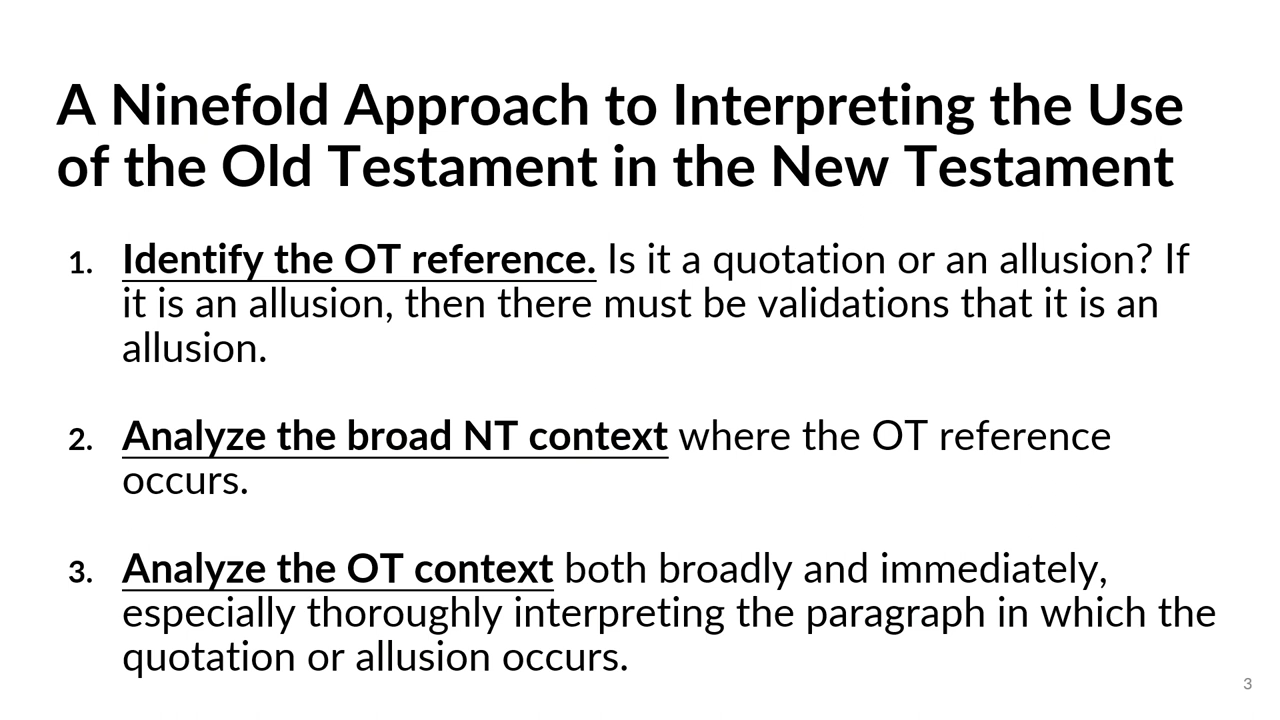 A Ninefold Approach to Interpreting the Use
of the Old Testament in the New Testament
1. Identify the OT reference. Is it a quotation or an allusion? If
it is an allusion, then there must be validations that it is an
allusion.
2. Analyze the broad NT context where the OT reference
occurs.
3. Analyze the OT context both broadly and immediately,
especially thoroughly interpreting the paragraph in which the
quotation or allusion occurs.
3